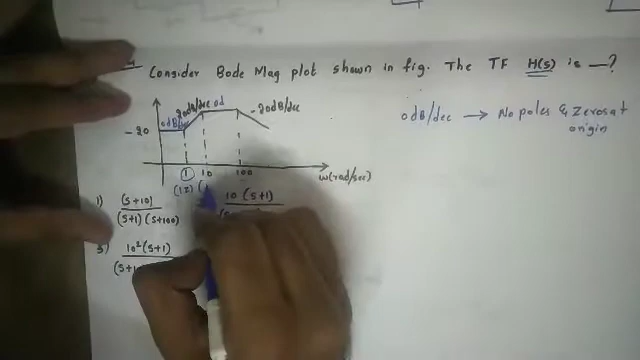 Consider Bode Mag plot shown in fig. The TF H(s) is — ?
0dB/dec 20dB/dec 0d -20dB/dec
0dB/dec → No poles & Zeros at origin
-20
1 10 100 ω(rad/sec)
(1Z) (
1) (s+10) / (s+1)(s+100)
10(s+1)
3) 10²(s+1)